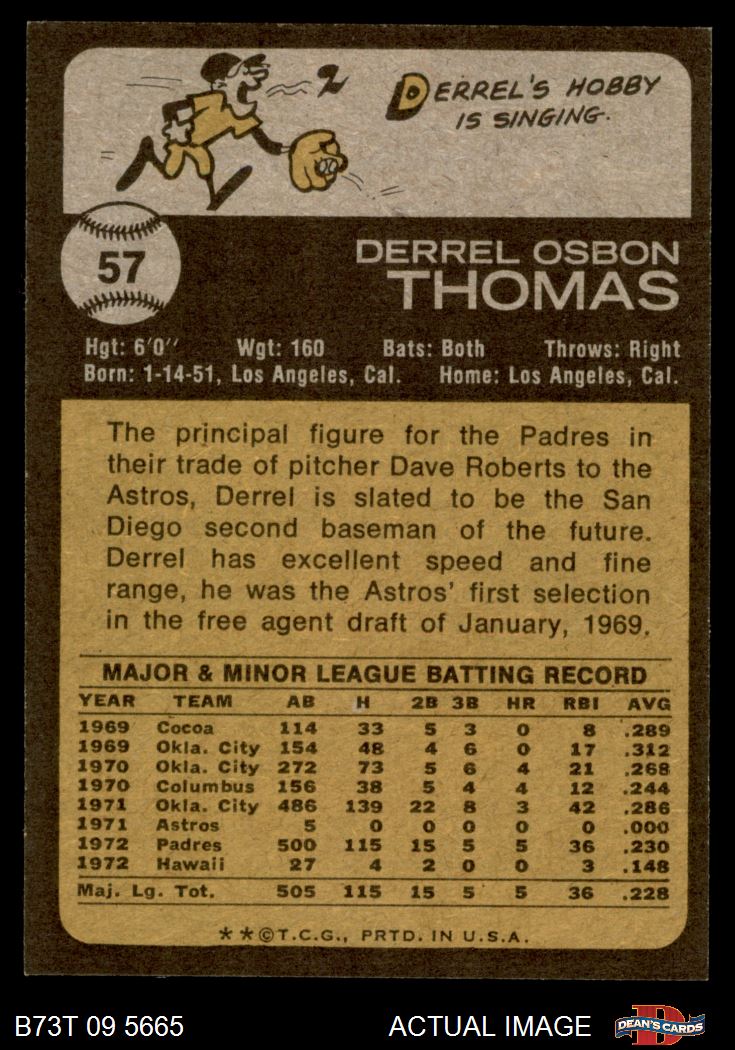 2
DERREL'S HOBBY
IS SINGING.
57
DERREL OSBON
THOMAS
Hgt: 6'0" Wgt: 160 Bats: Both Throws: Right
Born: 1-14-51, Los Angeles, Cal. Home: Los Angeles, Cal.
The principal figure for the Padres in
their trade of pitcher Dave Roberts to the
Astros, Derrel is slated to be the San
Diego second baseman of the future.
Derrel has excellent speed and fine
range, he was the Astros' first selection
in the free agent draft of January, 1969.
MAJOR & MINOR LEAGUE BATTING RECORD
YEAR TEAM AB H 2B 3B HR RBI AVG
1969 Cocoa 114 33 5 3 0 8 .289
1969 Okla. City 154 48 4 6 0 17 .312
1970 Okla. City 272 73 5 6 4 21 .268
1970 Columbus 156 38 5 4 4 12 .244
1971 Okla. City 486 139 22 8 3 42 .286
1971 Astros 5 0 0 0 0 0 .000
1972 Padres 500 115 15 5 5 36 .230
1972 Hawaii 27 4 2 0 0 3 .148
Maj. Lg. Tot. 505 115 15 5 5 36 .228
**©T.C.G., PRTD. IN U.S.A.
B73T 09 5665 ACTUAL IMAGE D DEAN'S CARDS